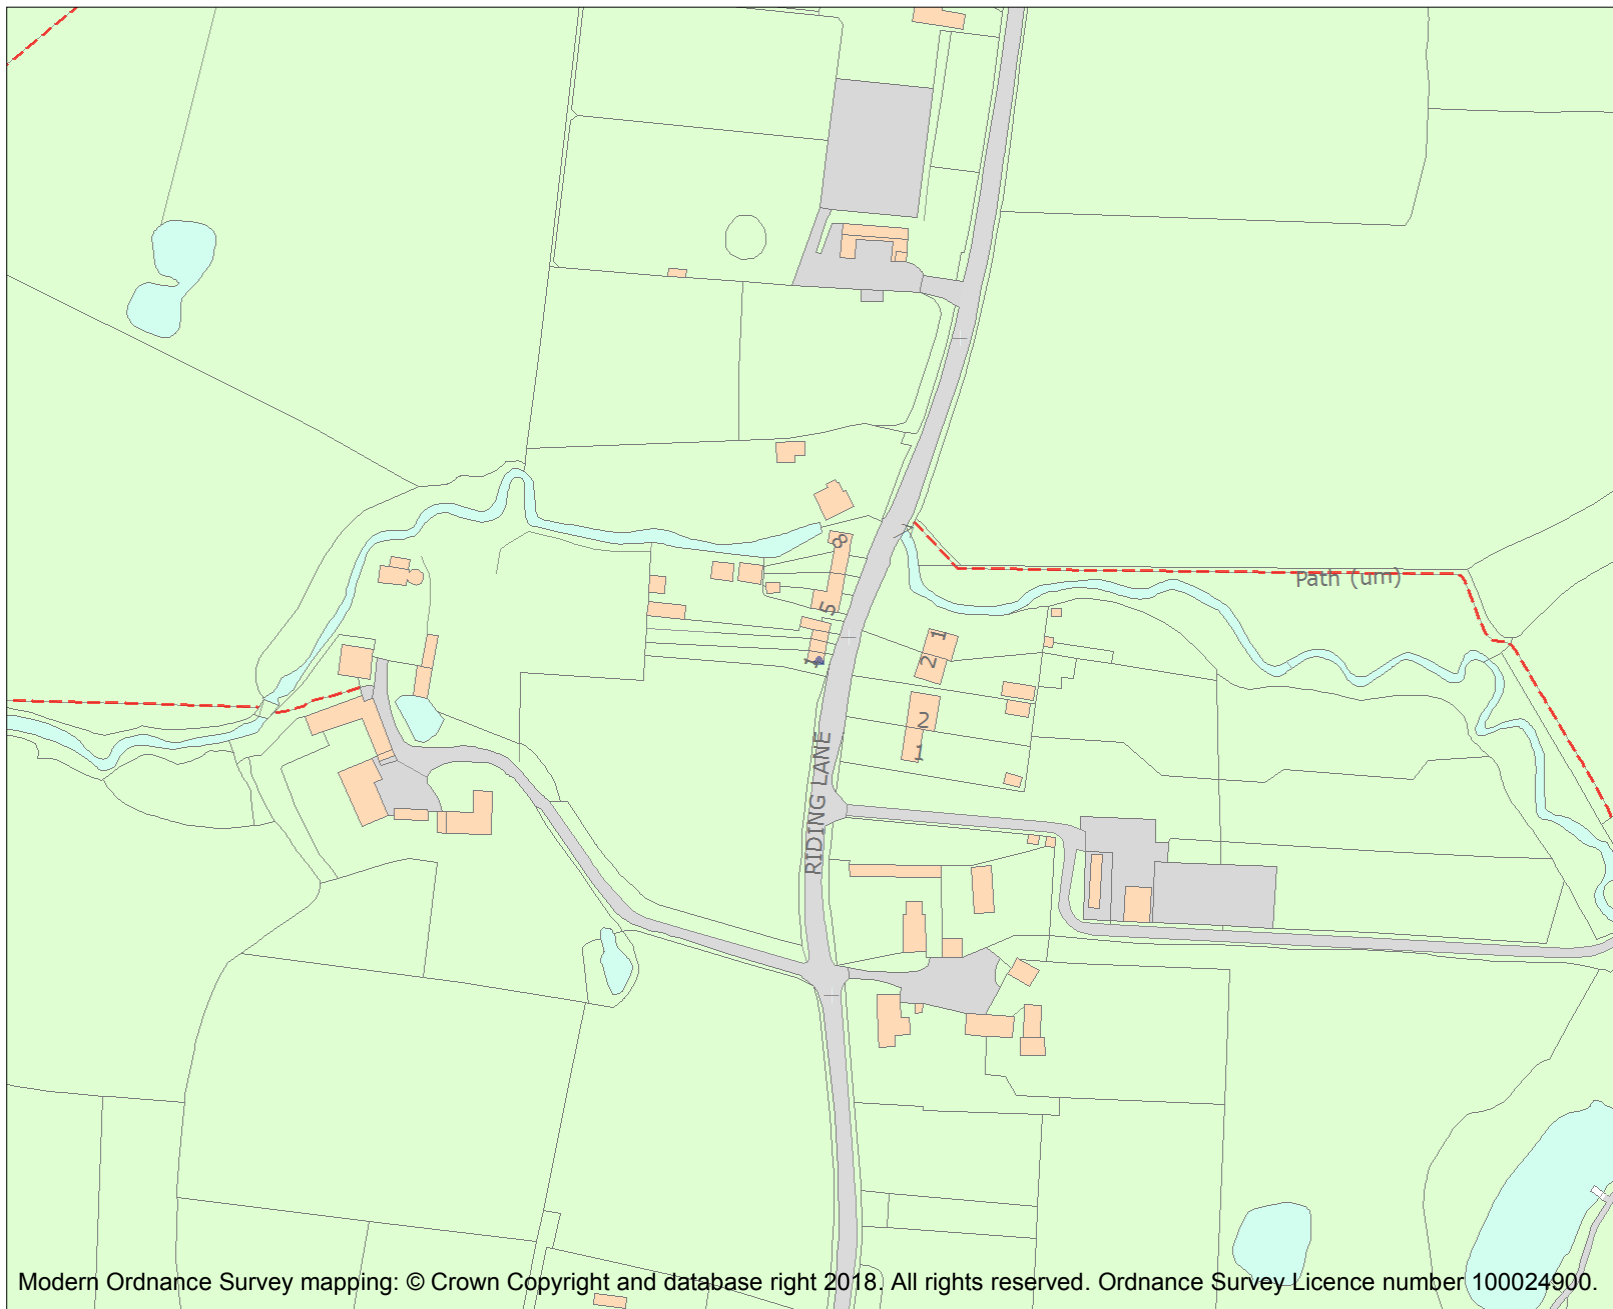 8
5
1
Path (um)
1
2
2
1
RIDING LANE
Modern Ordnance Survey mapping: © Crown Copyright and database right 2018. All rights reserved. Ordnance Survey Licence number 100024900.